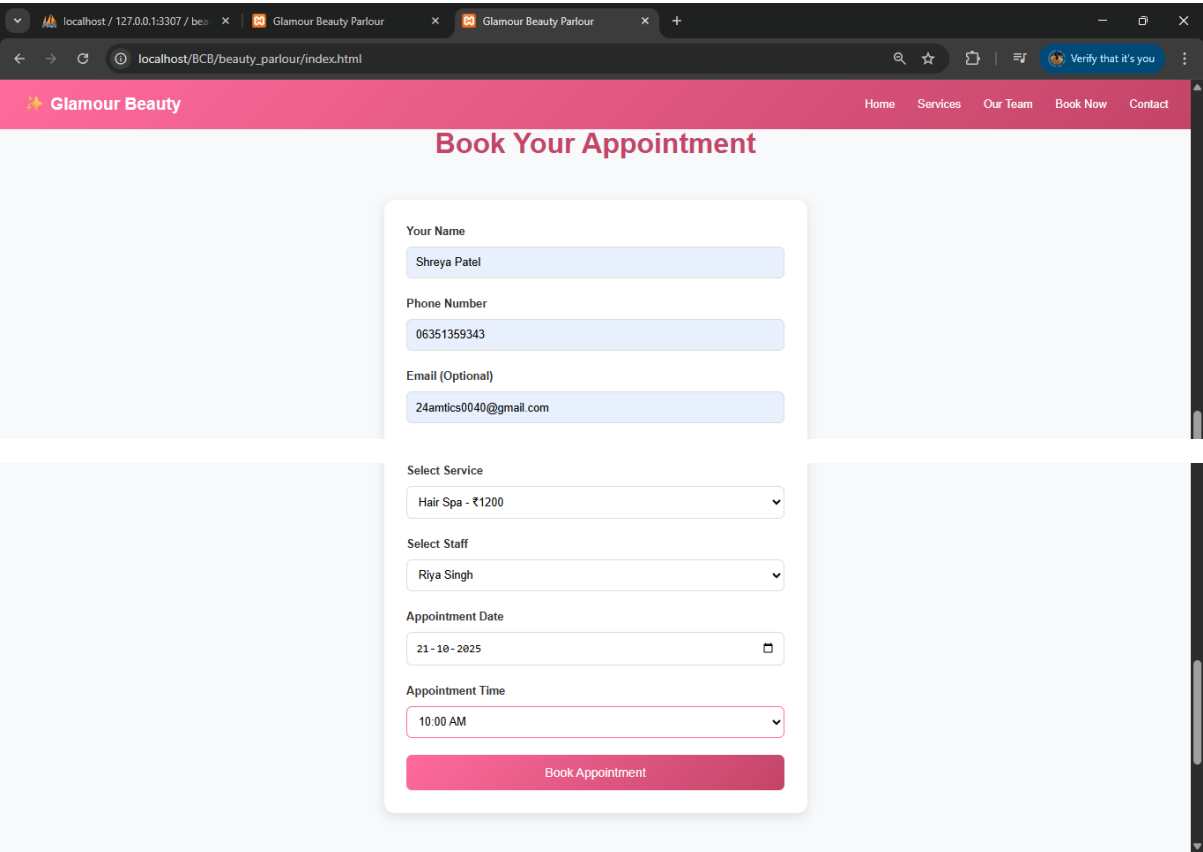 localhost / 127.0.0.1:3307 / bea
Glamour Beauty Parlour
Glamour Beauty Parlour
localhost/BCB/beauty_parlour/index.html
Verify that it's you
✨ Glamour Beauty
Home Services Our Team Book Now Contact
Book Your Appointment
Your Name
Shreya Patel
Phone Number
06351359343
Email (Optional)
24amtics0040@gmail.com
Select Service
Hair Spa - ₹1200
Select Staff
Riya Singh
Appointment Date
21-10-2025
Appointment Time
10:00 AM
Book Appointment